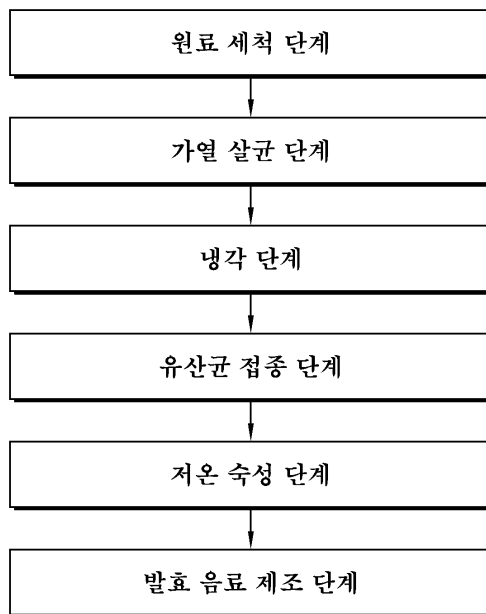 원료 세척 단계
가열 살균 단계
냉각 단계
유산균 접종 단계
저온 숙성 단계
발효 음료 제조 단계